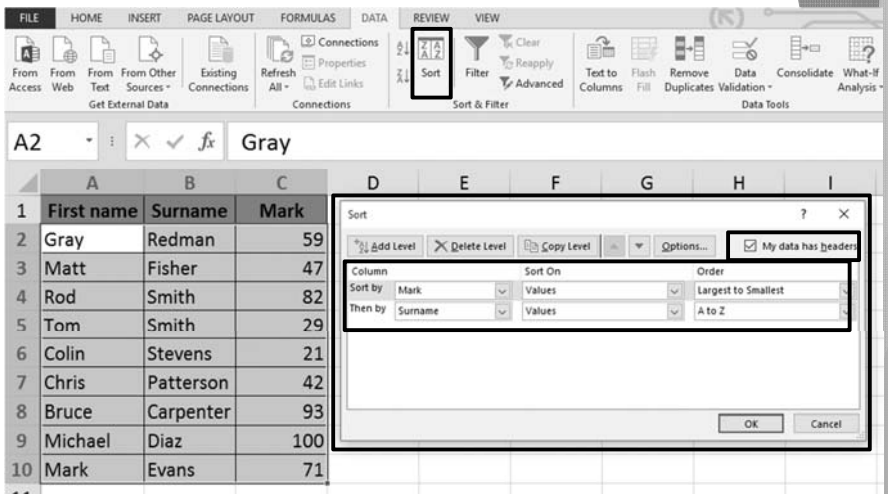 FILE HOME INSERT PAGE LAYOUT FORMULAS DATA REVIEW VIEW
From Access
From Web
From Text
From Other Sources
Existing Connections
Get External Data
Refresh All
Connections
Properties
Edit Links
Connections
Sort
Filter
Clear
Reapply
Advanced
Sort & Filter
Text to Columns
Flash Fill
Remove Duplicates
Data Validation
Consolidate
What-If Analysis
Data Tools
A2 fx Gray
A B C D E F G H I
1 First name Surname Mark
2 Gray Redman 59
3 Matt Fisher 47
4 Rod Smith 82
5 Tom Smith 29
6 Colin Stevens 21
7 Chris Patterson 42
8 Bruce Carpenter 93
9 Michael Diaz 100
10 Mark Evans 71
Sort ?
Add Level Delete Level Copy Level Options... My data has headers
Column Sort On Order
Sort by Mark Values Largest to Smallest
Then by Surname Values A to Z
OK Cancel